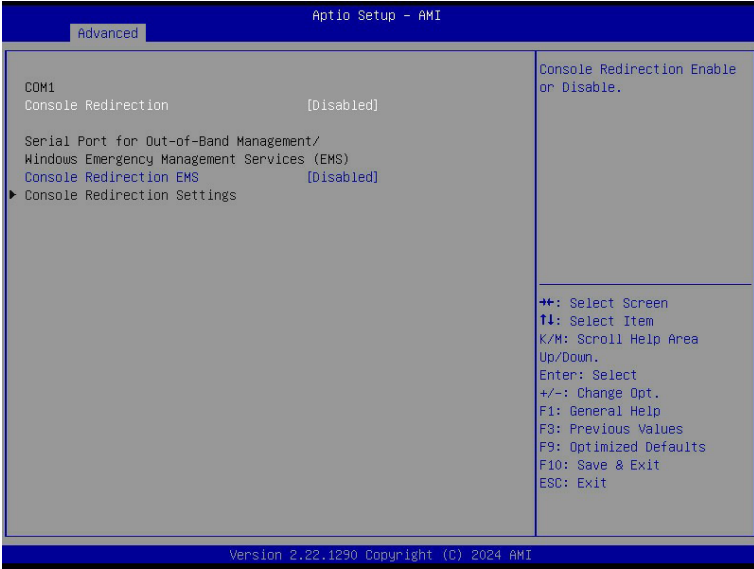 Aptio Setup – AMI
Advanced
COM1
Console Redirection [Disabled]
Serial Port for Out-of-Band Management/
Windows Emergency Management Services (EMS)
Console Redirection EMS [Disabled]
▶ Console Redirection Settings
Console Redirection Enable
or Disable.
→←: Select Screen
↑↓: Select Item
K/M: Scroll Help Area
Up/Down.
Enter: Select
+/-: Change Opt.
F1: General Help
F3: Previous Values
F9: Optimized Defaults
F10: Save & Exit
ESC: Exit
Version 2.22.1290 Copyright (C) 2024 AMI